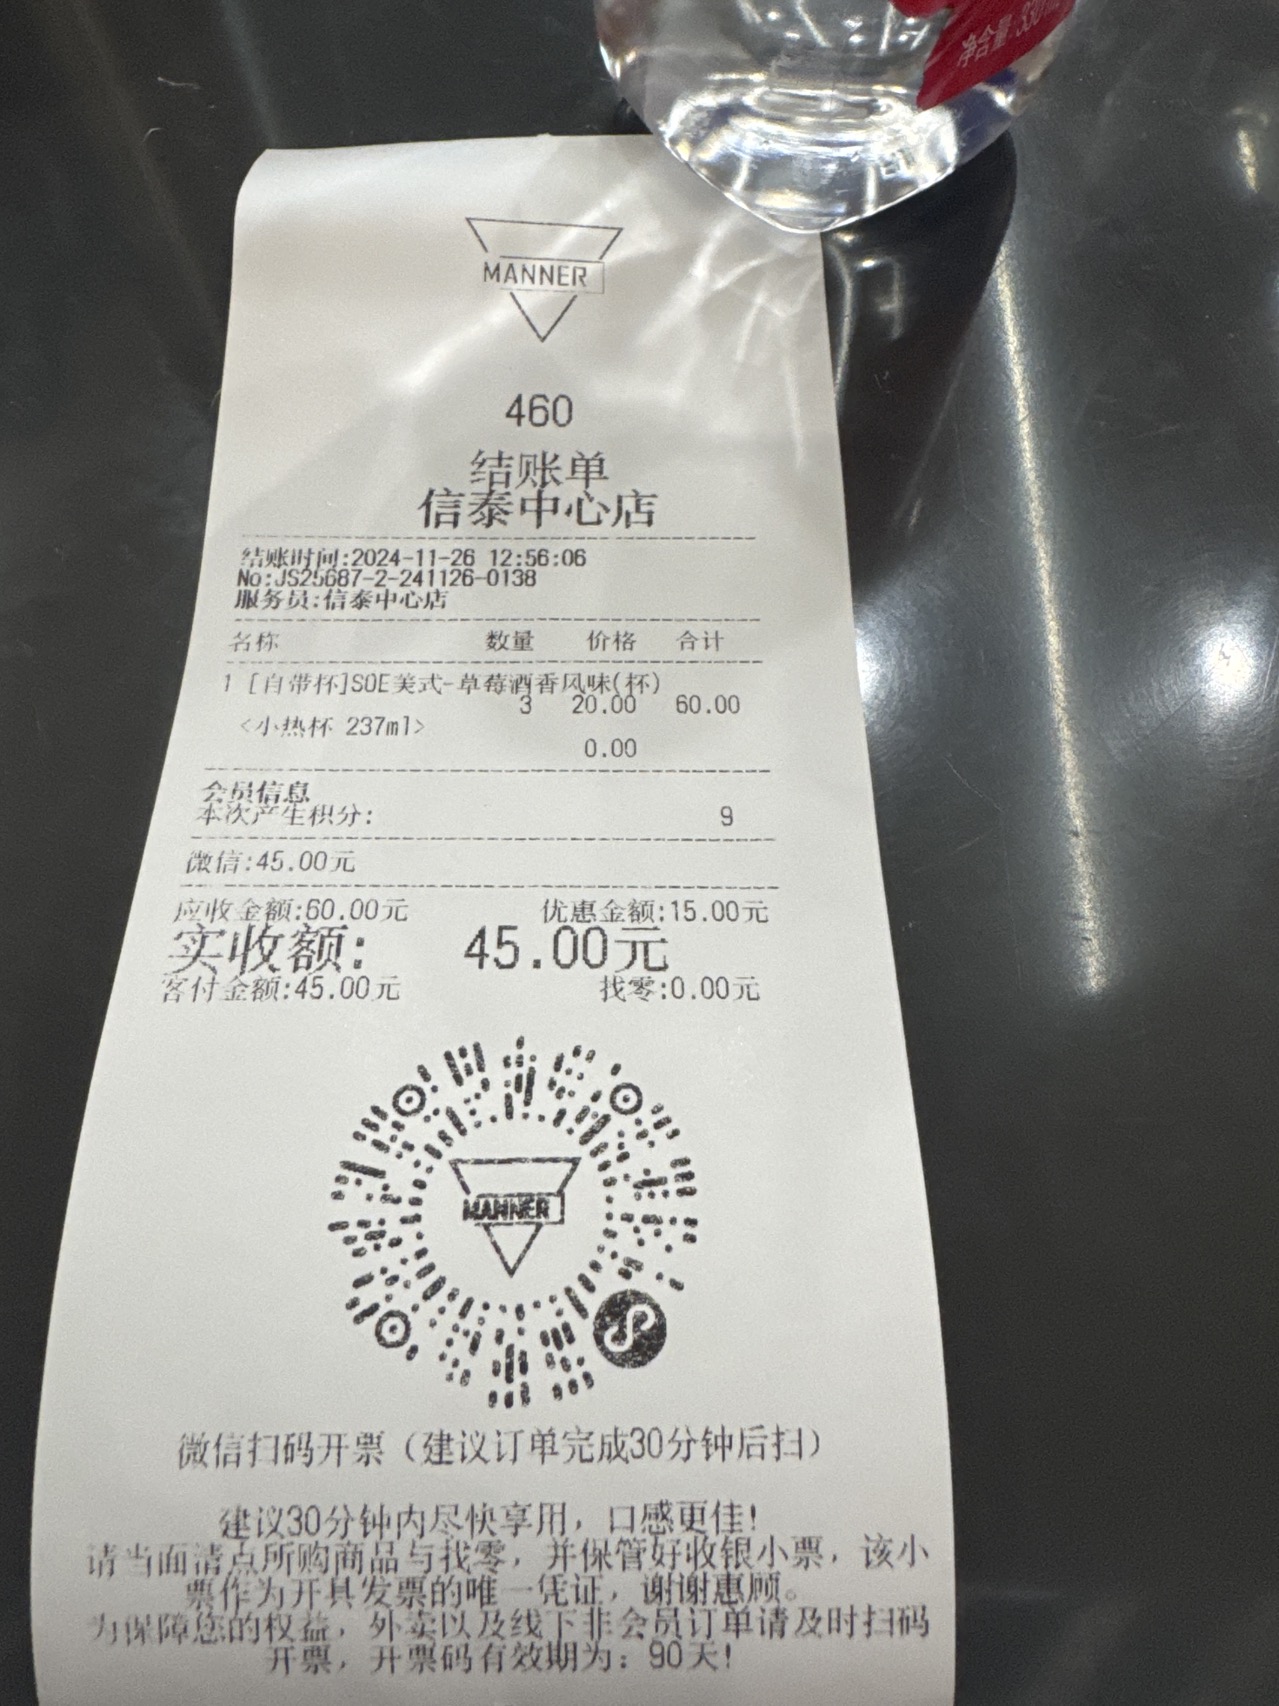 净含量:330ml
MANNER
460
结账单
信泰中心店
结账时间:2024-11-26 12:56:06
No:JS25687-2-241126-0138
服务员:信泰中心店
名称 数量 价格 合计
1 [自带杯]SOE美式-草莓酒香风味(杯)
3 20.00 60.00
<小热杯 237ml>
0.00
会员信息
本次产生积分: 9
微信:45.00元
应收金额:60.00元 优惠金额:15.00元
实收额: 45.00元
客付金额:45.00元 找零:0.00元
MANNER
微信扫码开票（建议订单完成30分钟后扫）
建议30分钟内尽快享用，口感更佳!
请当面清点所购商品与找零，并保管好收银小票，该小
票作为开具发票的唯一凭证，谢谢惠顾。
为保障您的权益，外卖以及线下非会员订单请及时扫码
开票，开票码有效期为：90天!